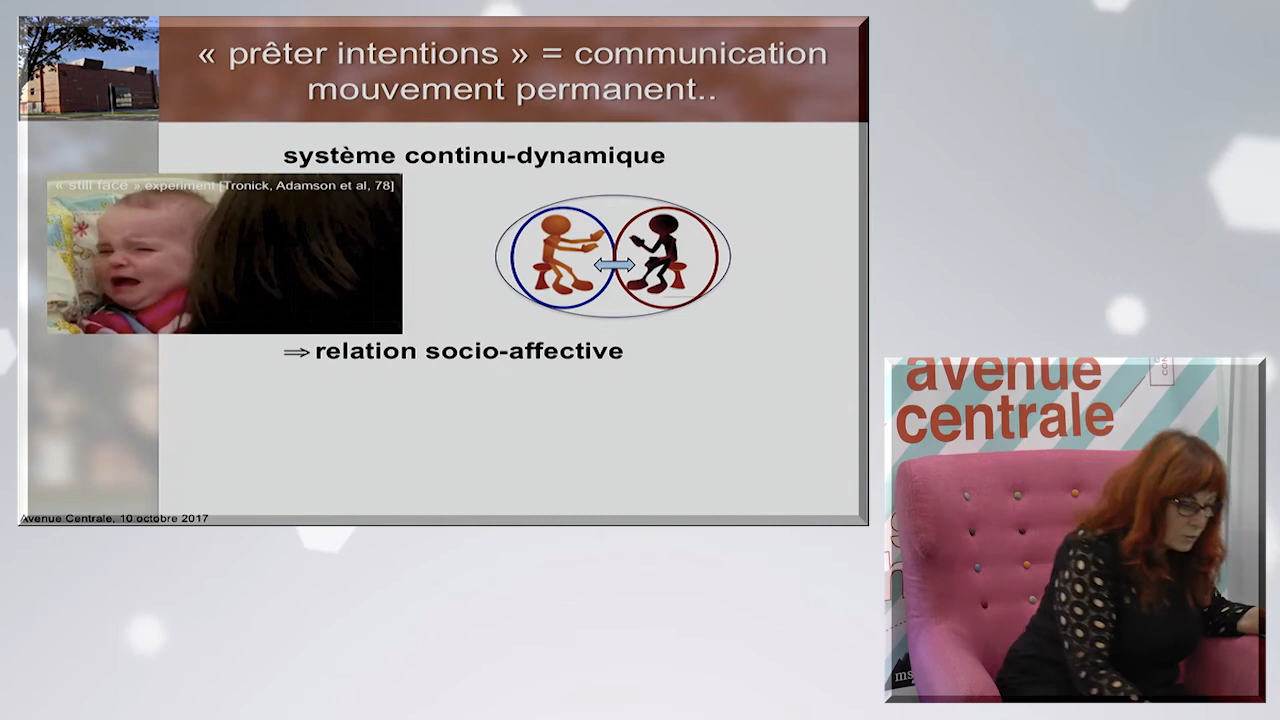 « prêter intentions » = communication
mouvement permanent..
système continu-dynamique
« still face » experiment [Tronick, Adamson et al, 78]
⇒ relation socio-affective
Avenue Centrale, 10 octobre 2017
avenue
centrale